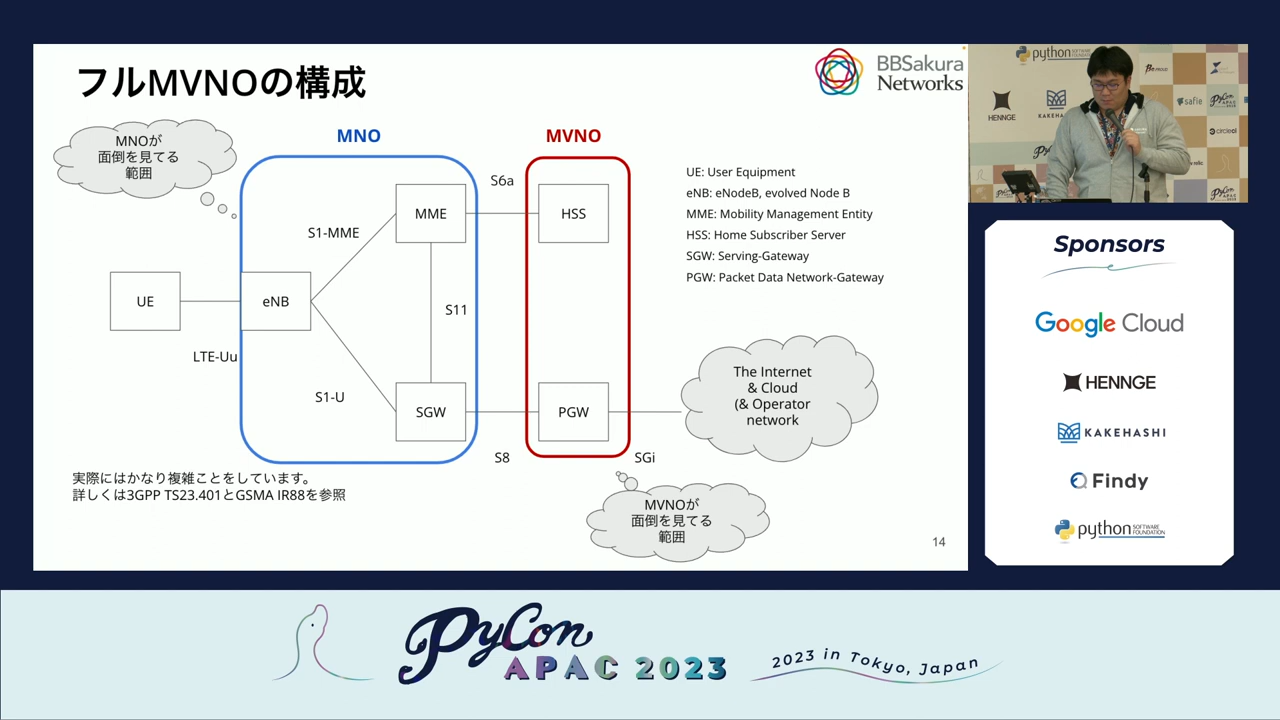 フルMVNOの構成
BBSakura
Networks
MNOが
面倒を見てる
範囲
MNO
MVNO
S6a
MME
HSS
S1-MME
UE
eNB
S11
LTE-Uu
S1-U
SGW
PGW
S8
SGi
UE: User Equipment
eNB: eNodeB, evolved Node B
MME: Mobility Management Entity
HSS: Home Subscriber Server
SGW: Serving-Gateway
PGW: Packet Data Network-Gateway
The Internet
& Cloud
(& Operator
network
実際にはかなり複雑ことをしています。
詳しくは3GPP TS23.401とGSMA IR88を参照
MVNOが
面倒を見てる
範囲
14
python
HENNGE
KAKEHA
safie
PyCon
APAC
circleci
Sponsors
Google Cloud
HENNGE
KAKEHASHI
Findy
python SOFTWARE FOUNDATION
PyCon
APAC 2023
2023 in Tokyo, Japan